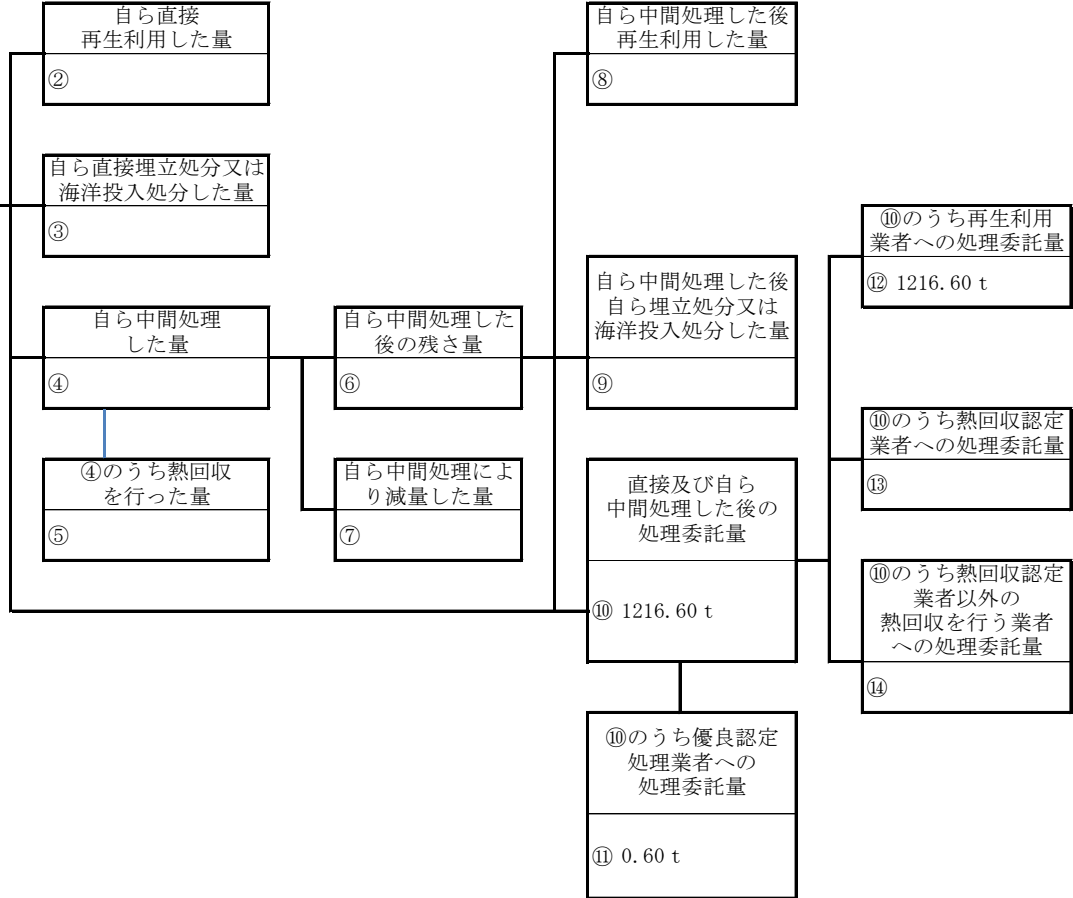 自ら直接
再生利用した量
②
自ら直接埋立処分又は
海洋投入処分した量
③
自ら中間処理
した量
④
④のうち熱回収
を行った量
⑤
自ら中間処理した
後の残さ量
⑥
自ら中間処理によ
り減量した量
⑦
自ら中間処理した後
再生利用した量
⑧
自ら中間処理した後
自ら埋立処分又は
海洋投入処分した量
⑨
直接及び自ら
中間処理した後の
処理委託量
⑩ 1216.60 t
⑩のうち優良認定
処理業者への
処理委託量
⑪ 0.60 t
⑩のうち再生利用
業者への処理委託量
⑫ 1216.60 t
⑩のうち熱回収認定
業者への処理委託量
⑬
⑩のうち熱回収認定
業者以外の
熱回収を行う業者
への処理委託量
⑭